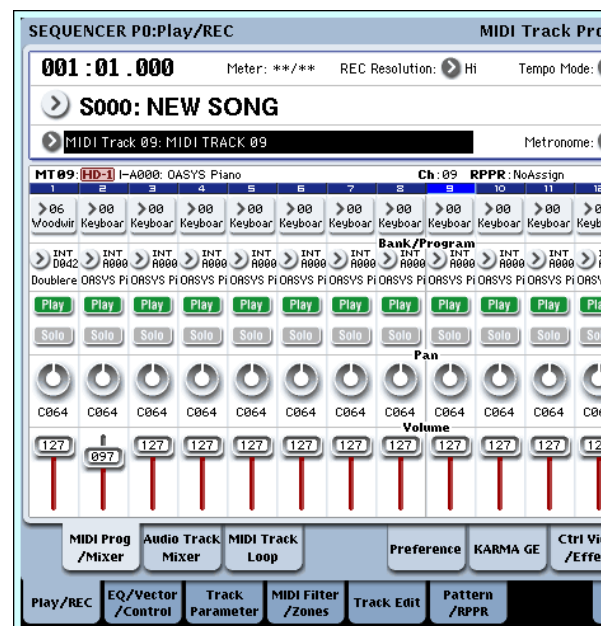 SEQUENCER P0:Play/REC MIDI Track Pro
001:01.000 Meter: **/** REC Resolution: Hi Tempo Mode:
S000: NEW SONG
MIDI Track 09: MIDI TRACK 09 Metronome:
MT09: HD-1 I-A000: OASYS Piano Ch:09 RPPR:NoAssign
1 2 3 4 5 6 7 8 9 10 11 12
06 00 00 00 00 00 00 00 00 00 00 00
Woodwir Keyboar Keyboar Keyboar Keyboar Keyboar Keyboar Keyboar Keyboar Keyboar Keyboar Keyb
Bank/Program
INT INT INT INT INT INT INT INT INT INT INT
D042 A000 A000 A000 A000 A000 A000 A000 A000 A000 A000
Doublere OASYS Pi OASYS Pi OASYS Pi OASYS Pi OASYS Pi OASYS Pi OASYS Pi OASYS Pi OASYS Pi OASYS Pi OASY
Play Play Play Play Play Play Play Play Play Play Play Pla
Solo Solo Solo Solo Solo Solo Solo Solo Solo Solo Solo Sol
Pan
C064 C064 C064 C064 C064 C064 C064 C064 C064 C064 C064 C06
Volume
127 097 127 127 127 127 127 127 127 127 127 12
MIDI Prog Audio Track MIDI Track Preference KARMA GE Ctrl Vi
/Mixer Mixer Loop /Effe
Play/REC EQ/Vector Track MIDI Filter Track Edit Pattern
/Control Parameter /Zones /RPPR